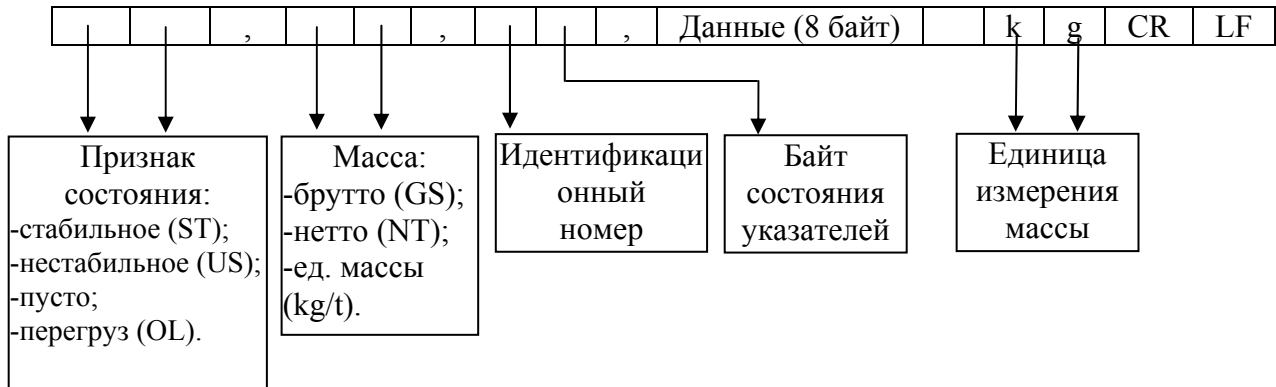 , , , Данные (8 байт) k g CR LF
Признак
состояния:
-стабильное (ST);
-нестабильное (US);
-пусто;
-перегруз (OL).
Масса:
-брутто (GS);
-нетто (NT);
-ед. массы
(kg/t).
Идентификаци
онный
номер
Байт
состояния
указателей
Единица
измерения
массы